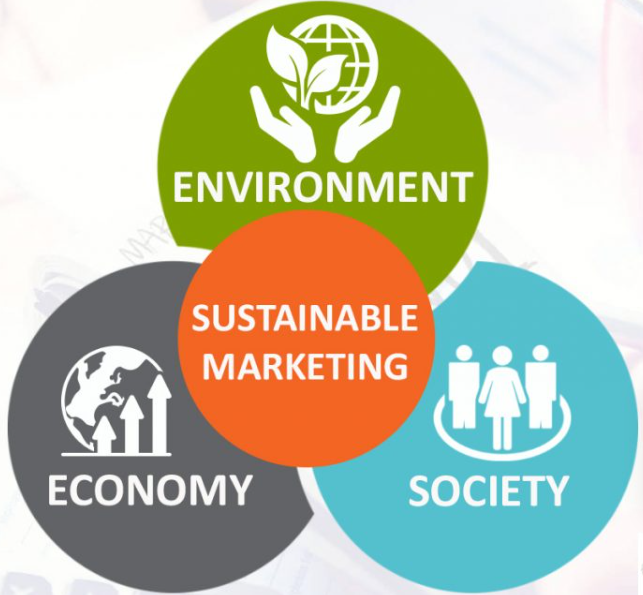 ENVIRONMENT
SUSTAINABLE
MARKETING
ECONOMY
SOCIETY